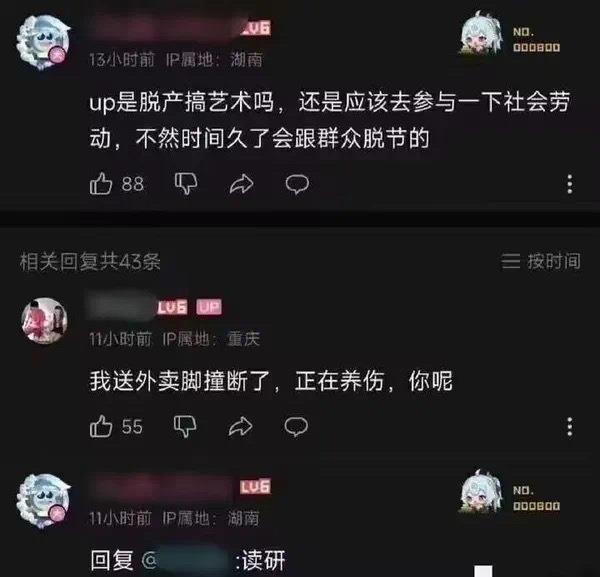 LV6
NO.
000800
13小时前 IP属地：湖南
up是脱产搞艺术吗，还是应该去参与一下社会劳
动，不然时间久了会跟群众脱节的
88
相关回复共43条
按时间
LV6 UP
11小时前 IP属地：重庆
我送外卖脚撞断了，正在养伤，你呢
55
LV6
NO.
000800
11小时前 IP属地：湖南
回复 @ :读研